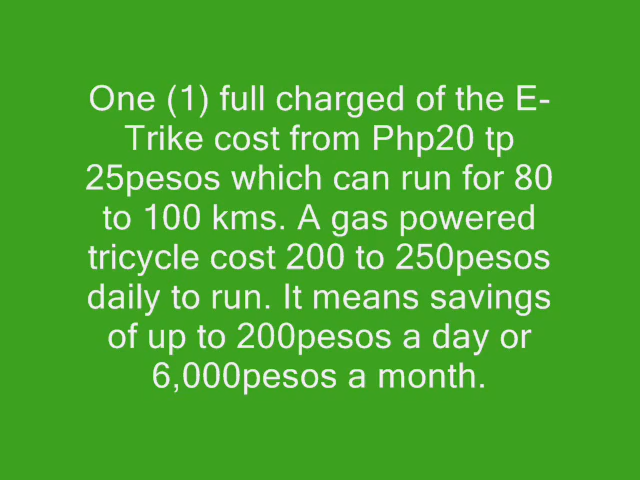 One (1) full charged of the E-
Trike cost from Php20 tp
25pesos which can run for 80
to 100 kms. A gas powered
tricycle cost 200 to 250pesos
daily to run. It means savings
of up to 200pesos a day or
6,000pesos a month.